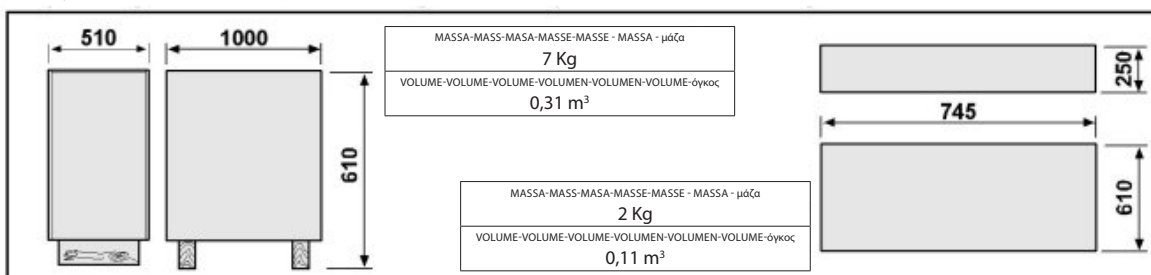 510
1000
610
MASSA-MASS-MASA-MASSE-MASSE - MASSA - μάζα
7 Kg
VOLUME-VOLUME-VOLUME-VOLUMEN-VOLUMEN-VOLUME-όγκος
0,31 m³
250
745
610
MASSA-MASS-MASA-MASSE-MASSE - MASSA - μάζα
2 Kg
VOLUME-VOLUME-VOLUME-VOLUMEN-VOLUMEN-VOLUME-όγκος
0,11 m³